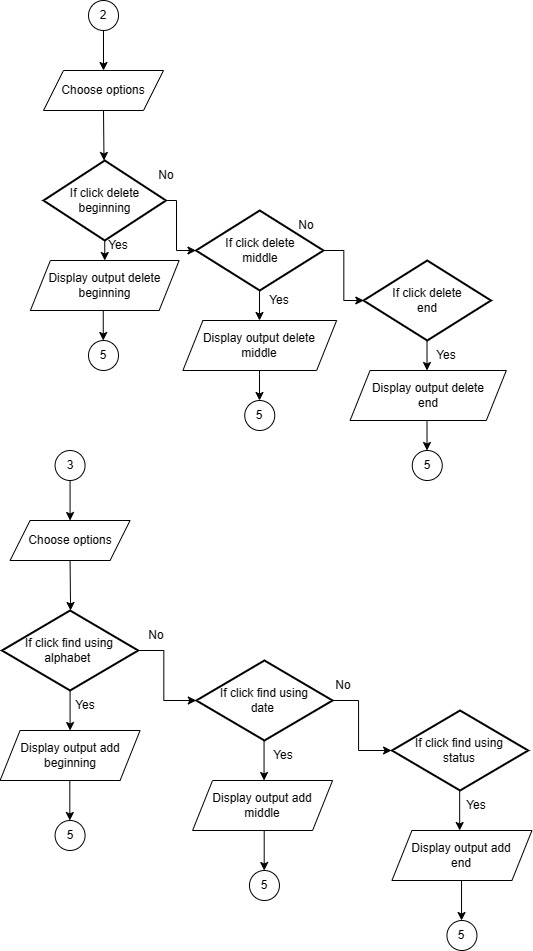 2
Choose options
No
If click delete
beginning
Yes
No
If click delete
middle
Display output delete
beginning
Yes
If click delete
end
Display output delete
middle
5
Yes
Display output delete
end
5
5
3
Choose options
No
If click find using
alphabet
Yes
No
If click find using
date
Display output add
beginning
Yes
If click find using
status
Display output add
middle
Yes
5
Display output add
end
5
5